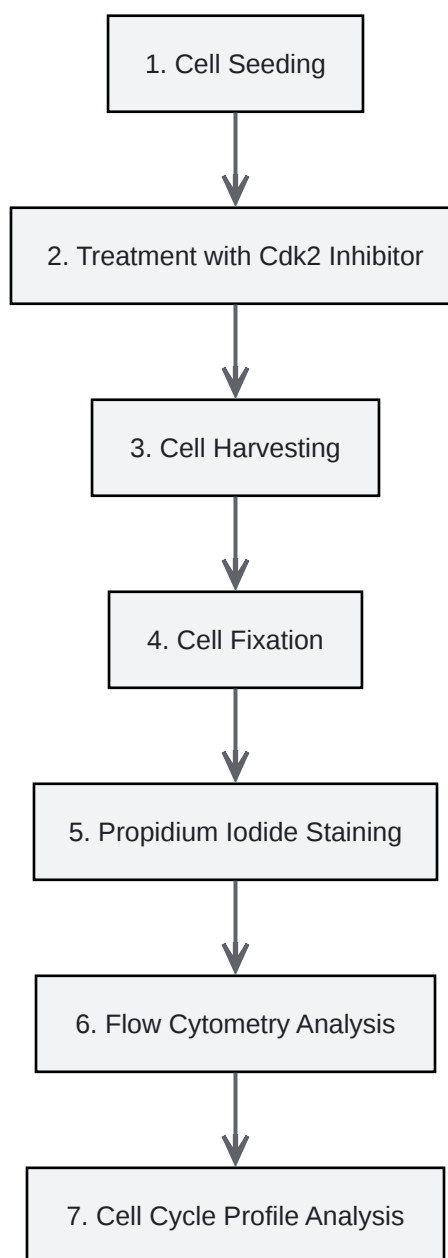 1. Cell Seeding
2. Treatment with Cdk2 Inhibitor
3. Cell Harvesting
4. Cell Fixation
5. Propidium Iodide Staining
6. Flow Cytometry Analysis
7. Cell Cycle Profile Analysis